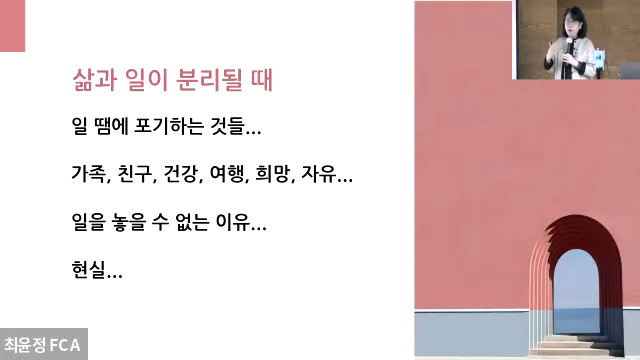 삶과 일이 분리될 때
일 땜에 포기하는 것들...
가족, 친구, 건강, 여행, 희망, 자유...
일을 놓을 수 없는 이유...
현실...
최윤정 FCA